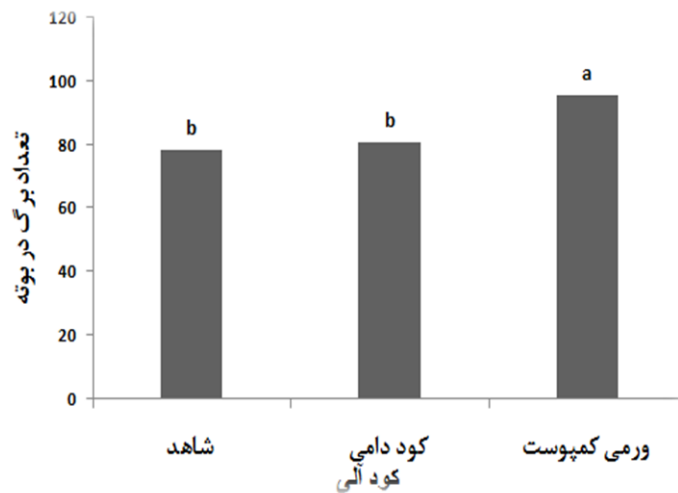 120
100
80
60
40
20
0
تعداد برگ در بوته
b
b
a
شاهد
کود دامی
ورمی کمپوست
کود آلی